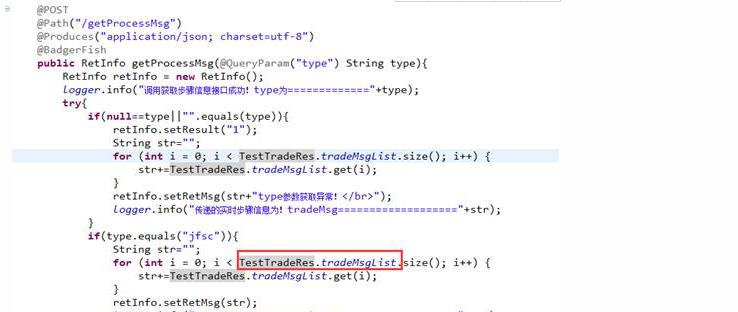 @POST
@Path("/getProcessMsg")
@Produces("application/json; charset=utf-8")
@BadgerFish
public RetInfo getProcessMsg(@QueryParam("type") String type){
RetInfo retInfo = new RetInfo();
logger.info("调用获取步骤信息接口成功! type为============="+type);
try{
if(null==type||"".equals(type)){
retInfo.setResult("1");
String str="";
for (int i = 0; i < TestTradeRes.tradeMsgList.size(); i++) {
str+=TestTradeRes.tradeMsgList.get(i);
}
retInfo.setRetMsg(str+"type参数获取异常! </br>");
logger.info("传递的实时步骤信息为! tradeMsg===================="+str);
}
if(type.equals("jfsc")){
String str="";
for (int i = 0; i < TestTradeRes.tradeMsgList.size(); i++) {
str+=TestTradeRes.tradeMsgList.get(i);
}
retInfo.setRetMsg(str);